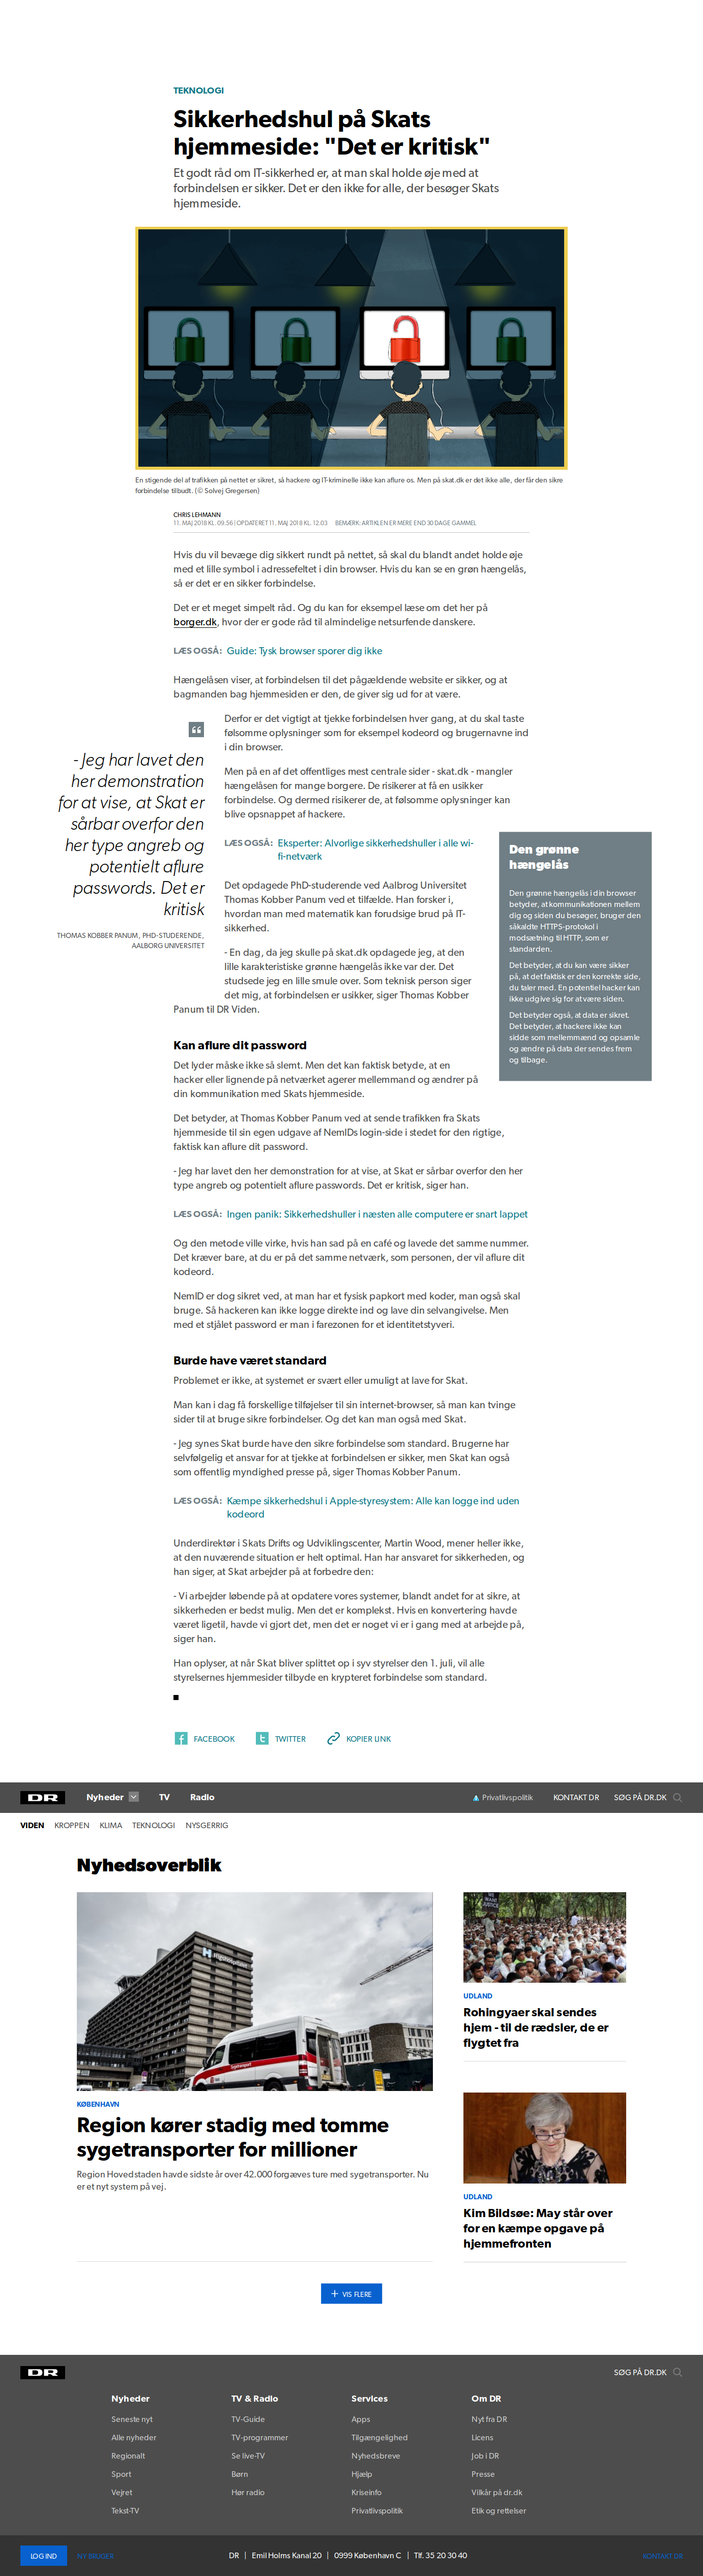 TEKNOLOGI
Sikkerhedshul på Skats
hjemmeside: "Det er kritisk"
Et godt råd om IT-sikkerhed er, at man skal holde øje med at
forbindelsen er sikker. Det er den ikke for alle, der besøger Skats
hjemmeside.
En stigende del af trafikken på nettet er sikret, så hackere og IT-kriminelle ikke kan aflure os. Men på skat.dk er det ikke alle, der får den sikre
forbindelse tilbudt. (© Solvej Gregersen)
CHRIS LEHMANN
11. MAJ 2018 KL. 09.56 | OPDATERET 11. MAJ 2018 KL. 12.03 BEMÆRK: ARTIKLEN ER MERE END 30 DAGE GAMMEL
Hvis du vil bevæge dig sikkert rundt på nettet, så skal du blandt andet holde øje
med et lille symbol i adressefeltet i din browser. Hvis du kan se en grøn hængelås,
så er det er en sikker forbindelse.
Det er et meget simpelt råd. Og du kan for eksempel læse om det her på
borger.dk, hvor der er gode råd til almindelige netsurfende danskere.
LÆS OGSÅ: Guide: Tysk browser sporer dig ikke
Hængelåsen viser, at forbindelsen til det pågældende website er sikker, og at
bagmanden bag hjemmesiden er den, de giver sig ud for at være.
- Jeg har lavet den
her demonstration
for at vise, at Skat er
sårbar overfor den
her type angreb og
potentielt aflure
passwords. Det er
kritisk
THOMAS KOBBER PANUM, PHD-STUDERENDE,
AALBORG UNIVERSITET
Derfor er det vigtigt at tjekke forbindelsen hver gang, at du skal taste
følsomme oplysninger som for eksempel kodeord og brugernavne ind
i din browser.
Men på en af det offentliges mest centrale sider - skat.dk - mangler
hængelåsen for mange borgere. De risikerer at få en usikker
forbindelse. Og dermed risikerer de, at følsomme oplysninger kan
blive opsnappet af hackere.
LÆS OGSÅ: Eksperter: Alvorlige sikkerhedshuller i alle wi-
fi-netværk
Den grønne
hængelås
Den grønne hængelås i din browser
betyder, at kommunikationen mellem
dig og siden du besøger, bruger den
såkaldte HTTPS-protokol i
modsætning til HTTP, som er
standarden.
Det betyder, at du kan være sikker
på, at det faktisk er den korrekte side,
du taler med. En potentiel hacker kan
ikke udgive sig for at være siden.
Det betyder også, at data er sikret.
Det betyder, at hackere ikke kan
sidde som mellemmænd og opsamle
og ændre på data der sendes frem
og tilbage.
Det opdagede PhD-studerende ved Aalborg Universitet
Thomas Kobber Panum ved et tilfælde. Han forsker i,
hvordan man med matematik kan forudsige brud på IT-
sikkerhed.
- En dag, da jeg skulle på skat.dk opdagede jeg, at den
lille karakteristiske grønne hængelås ikke var der. Det
studsede jeg en lille smule over. Som teknisk person siger
det mig, at forbindelsen er usikker, siger Thomas Kobber
Panum til DR Viden.
Kan aflure dit password
Det lyder måske ikke så slemt. Men det kan faktisk betyde, at en
hacker eller lignende på netværket agerer mellemmand og ændrer på
din kommunikation med Skats hjemmeside.
Det betyder, at Thomas Kobber Panum ved at sende trafikken fra Skats
hjemmeside til sin egen udgave af NemIDs login-side i stedet for den rigtige,
faktisk kan aflure dit password.
- Jeg har lavet den her demonstration for at vise, at Skat er sårbar overfor den her
type angreb og potentielt aflure passwords. Det er kritisk, siger han.
LÆS OGSÅ: Ingen panik: Sikkerhedshuller i næsten alle computere er snart lappet
Og den metode ville virke, hvis han sad på en café og lavede det samme nummer.
Det kræver bare, at du er på det samme netværk, som personen, der vil aflure dit
kodeord.
NemID er dog sikret ved, at man har et fysisk papkort med koder, man også skal
bruge. Så hackeren kan ikke logge direkte ind og lave din selvangivelse. Men
med et stjålet password er man i farezonen for et identitetstyveri.
Burde have været standard
Problemet er ikke, at systemet er svært eller umuligt at lave for Skat.
Man kan i dag få forskellige tilføjelser til sin internet-browser, så man kan tvinge
sider til at bruge sikre forbindelser. Og det kan man også med Skat.
- Jeg synes Skat burde have den sikre forbindelse som standard. Brugerne har
selvfølgelig et ansvar for at tjekke at forbindelsen er sikker, men Skat kan også
som offentlig myndighed presse på, siger Thomas Kobber Panum.
LÆS OGSÅ: Kæmpe sikkerhedshul i Apple-styresystem: Alle kan logge ind uden
kodeord
Underdirektør i Skats Drifts og Udviklingscenter, Martin Wood, mener heller ikke,
at den nuværende situation er helt optimal. Han har ansvaret for sikkerheden, og
han siger, at Skat arbejder på at forbedre den:
- Vi arbejder løbende på at opdatere vores systemer, blandt andet for at sikre, at
sikkerheden er bedst mulig. Men det er komplekst. Hvis en konvertering havde
været ligetil, havde vi gjort det, men det er noget vi er i gang med at arbejde på,
siger han.
Han oplyser, at når Skat bliver splittet op i syv styrelser den 1. juli, vil alle
styrelsernes hjemmesider tilbyde en krypteret forbindelse som standard.
FACEBOOK TWITTER KOPIER LINK
DR Nyheder TV Radio Privatlivspolitik KONTAKT DR SØG PÅ DR.DK
VIDEN KROPPEN KLIMA TEKNOLOGI NYSGERRIG
Nyhedsoverblik
KØBENHAVN
Region kører stadig med tomme
sygetransporter for millioner
Region Hovedstaden havde sidste år over 42.000 forgæves ture med sygetransporter. Nu
er et nyt system på vej.
WE WANT
JUSTICE
UDLAND
Rohingyaer skal sendes
hjem - til de rædsler, de er
flygtet fra
UDLAND
Kim Bildsøe: May står over
for en kæmpe opgave på
hjemmefronten
VIS FLERE
DR SØG PÅ DR.DK
Nyheder
Seneste nyt
Alle nyheder
Regionalt
Sport
Vejret
Tekst-TV
TV & Radio
TV-Guide
TV-programmer
Se live-TV
Børn
Hør radio
Services
Apps
Tilgængelighed
Nyhedsbreve
Hjælp
Kriseinfo
Privatlivspolitik
Om DR
Nyt fra DR
Licens
Job i DR
Presse
Vilkår på dr.dk
Etik og rettelser
LOG IND NY BRUGER DR | Emil Holms Kanal 20 | 0999 København C | Tlf. 35 20 30 40 KONTAKT DR